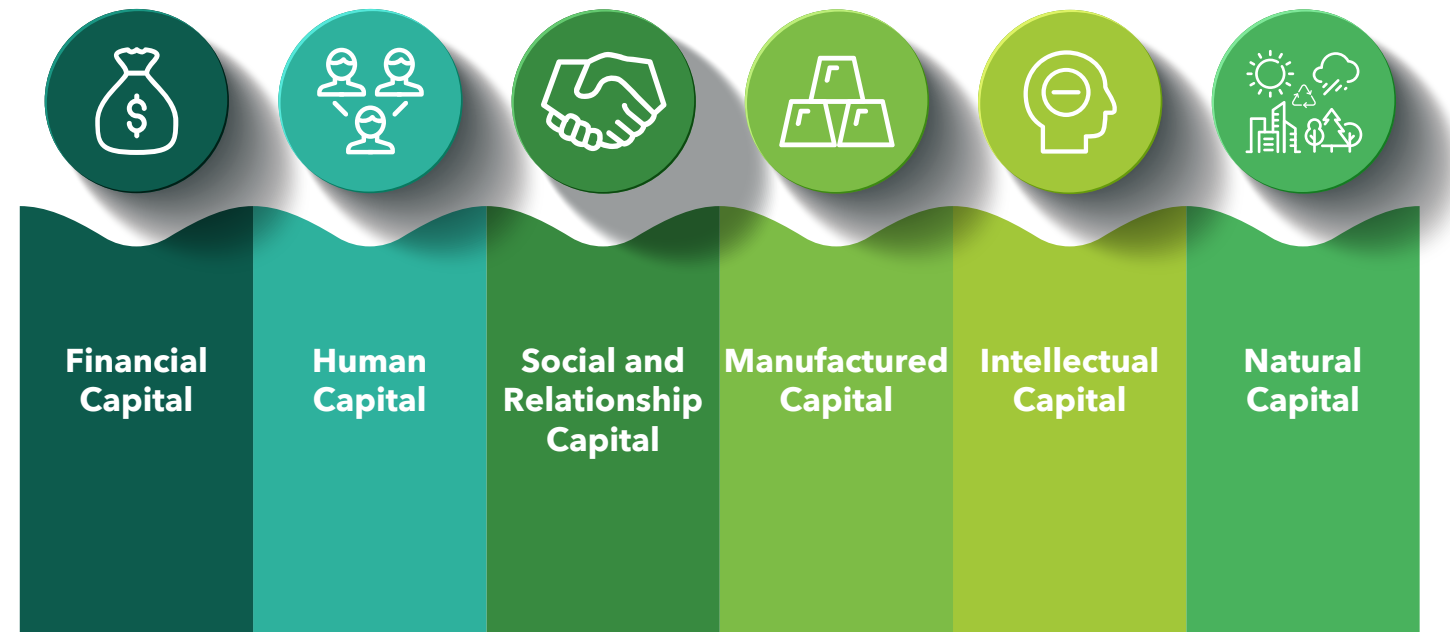 $
Financial
Capital
Human
Capital
Social and
Relationship
Capital
Manufactured
Capital
Intellectual
Capital
Natural
Capital